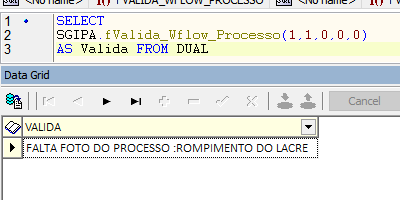 <No name>
f VALIDA_WFLOW_PROCESSO
<No name>
1 SELECT
2 SGIPA.fValida_Wflow_Processo(1,1,0,0,0)
3 AS Valida FROM DUAL
Data Grid
Cancel
VALIDA
FALTA FOTO DO PROCESSO :ROMPIMENTO DO LACRE